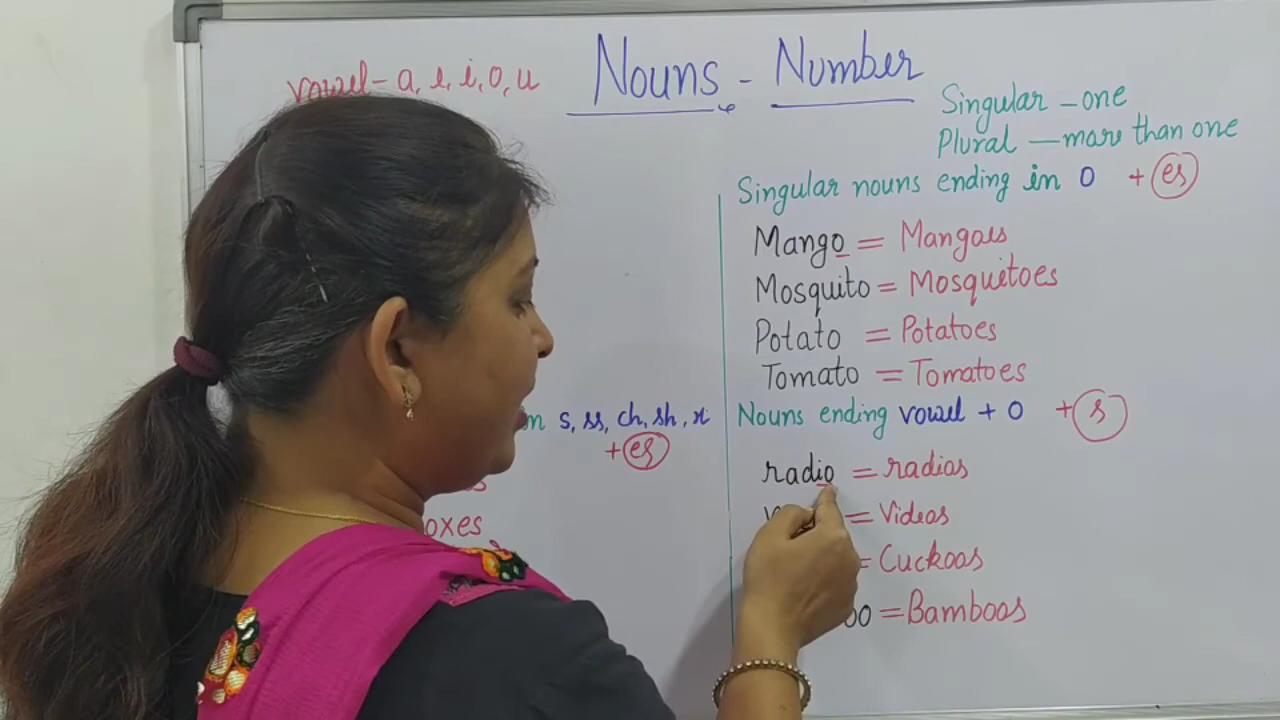 vowel - a, e, i, o, u
Nouns - Number
Singular - one
Plural - more than one
Singular nouns ending in o + es
Mango = Mangoes
Mosquito = Mosquitoes
Potato = Potatoes
Tomato = Tomatoes
s, ss, ch, sh, x
+ es
oxes
Nouns ending vowel + o + s
radio = radios
= Videos
= Cuckoos
oo = Bamboos